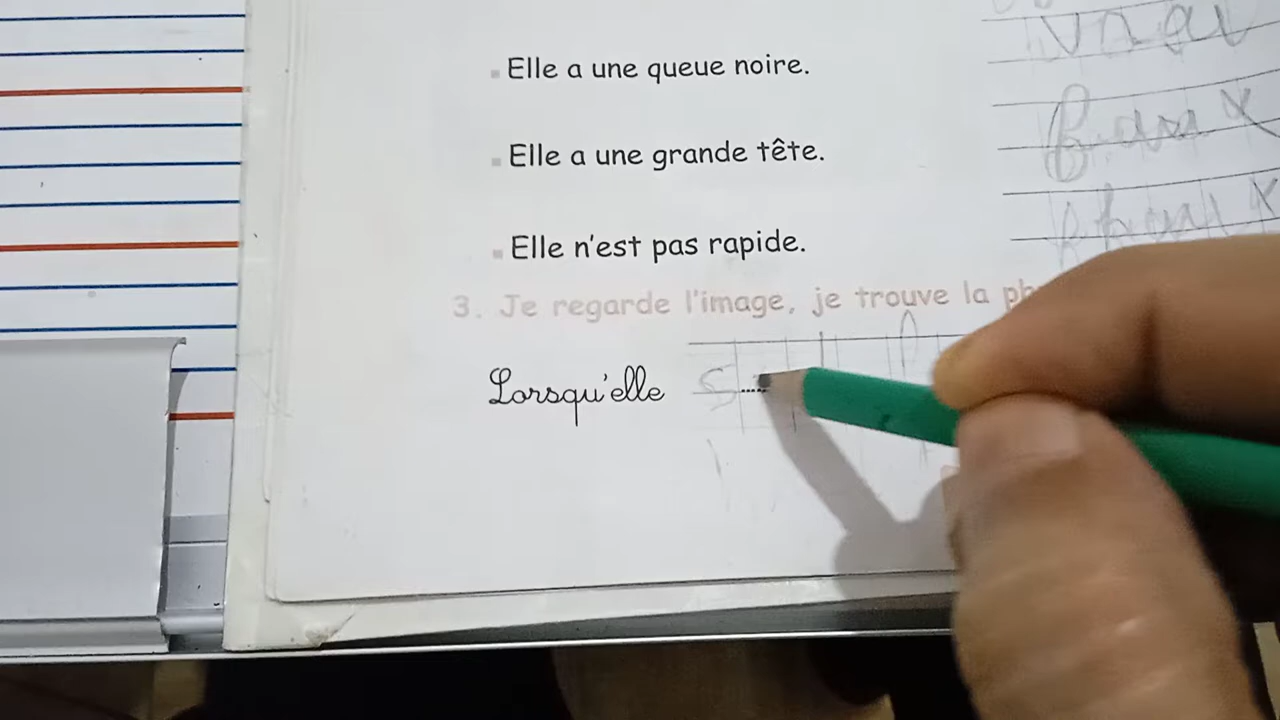 Elle a une queue noire.
Elle a une grande tête.
Elle n'est pas rapide.
3. Je regarde l'image, je trouve la
Lorsqu'elle